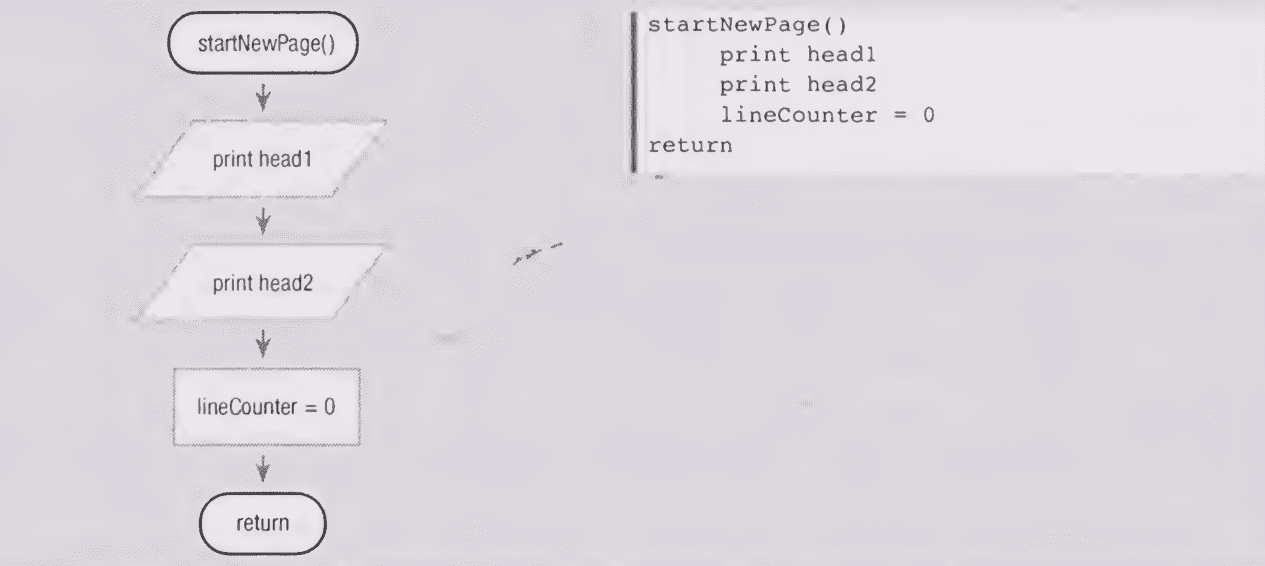 startNewPage()
print head1
print head2
lineCounter = 0
return
startNewPage()
print head1
print head2
lineCounter = 0
return